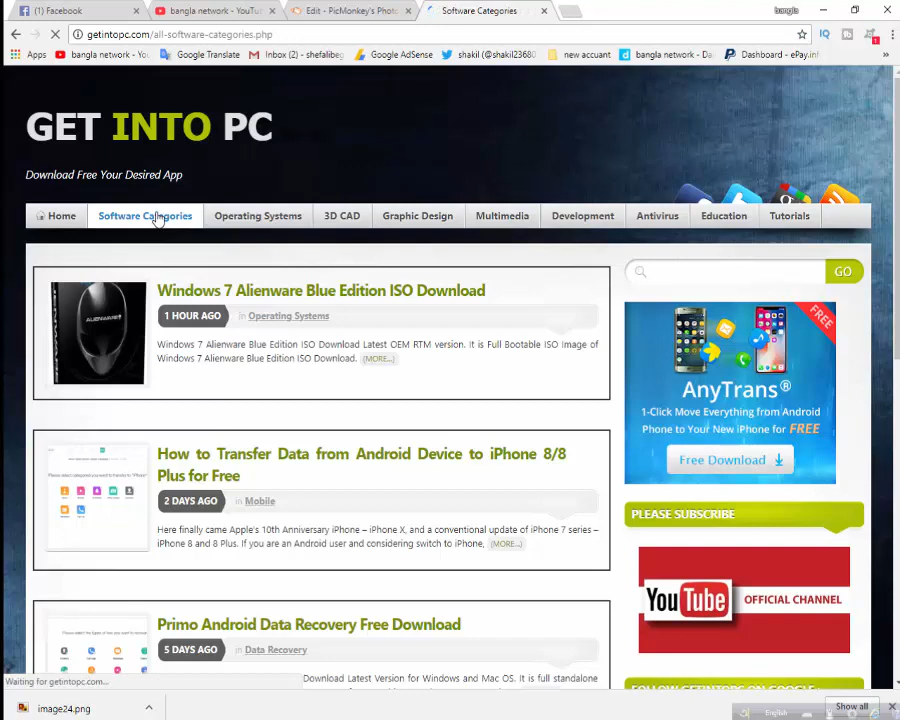 (1) Facebook
bangla network - YouTu
Edit - PicMonkey's Phot
Software Categories
bangla
getintopc.com/all-software-categories.php
Apps
bangla network - You
Google Translate
Inbox (2) - shefalibeg
Google AdSense
shakil (@shakil23680
new accuant
bangla network - Da
Dashboard - ePay.in
GET INTO PC
Download Free Your Desired App
Home
Software Categories
Operating Systems
3D CAD
Graphic Design
Multimedia
Development
Antivirus
Education
Tutorials
Windows 7 Alienware Blue Edition ISO Download
1 HOUR AGO
in Operating Systems
Windows 7 Alienware Blue Edition ISO Download Latest OEM RTM version. It is Full Bootable ISO Image of
Windows 7 Alienware Blue Edition ISO Download. (MORE...)
ALIENWARE
GO
FREE
AnyTrans®
1-Click Move Everything from Android
Phone to Your New iPhone for FREE
Free Download
How to Transfer Data from Android Device to iPhone 8/8
Plus for Free
2 DAYS AGO
in Mobile
Here finally came Apple's 10th Anniversary iPhone – iPhone X, and a conventional update of iPhone 7 series –
iPhone 8 and 8 Plus. If you are an Android user and considering switch to iPhone, (MORE...)
PLEASE SUBSCRIBE
YouTube
OFFICIAL CHANNEL
Primo Android Data Recovery Free Download
5 DAYS AGO
in Data Recovery
Download Latest Version for Windows and Mac OS. It is full standalone
FOLLOW GETINTOPC ON GOOGLE+
Waiting for getintopc.com...
image24.png
English
Show all